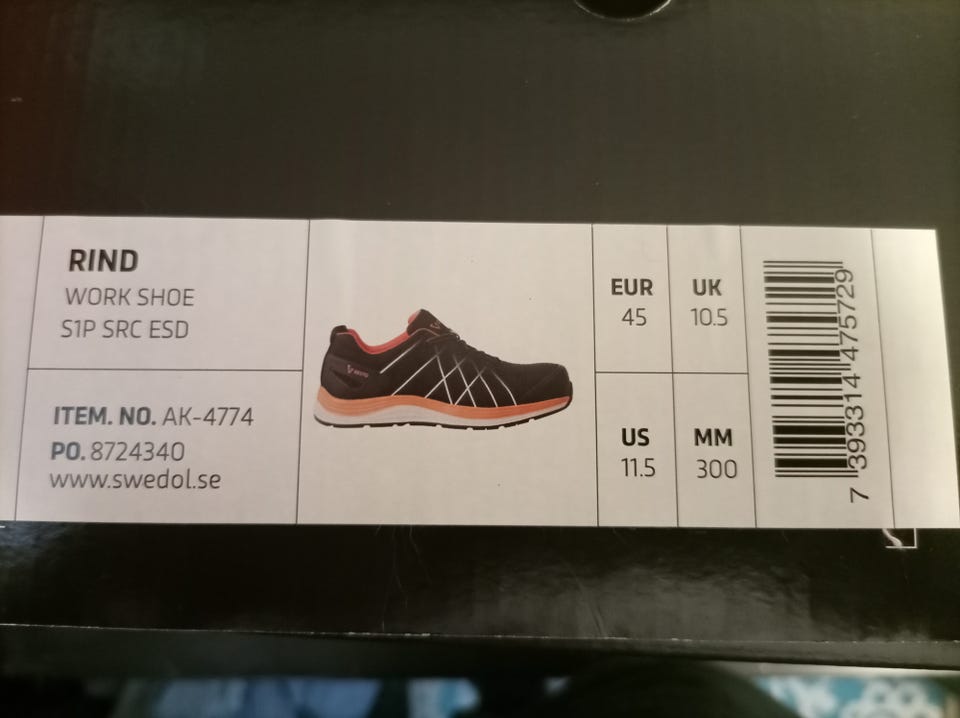 RIND
WORK SHOE
S1P SRC ESD
ITEM. NO. AK-4774
PO. 8724340
www.swedol.se
EUR
45
UK
10.5
US
11.5
MM
300
7 393314 475729